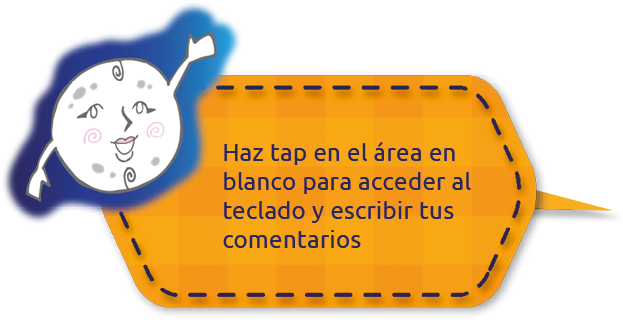 Haz tap en el área en
blanco para acceder al
teclado y escribir tus
comentarios